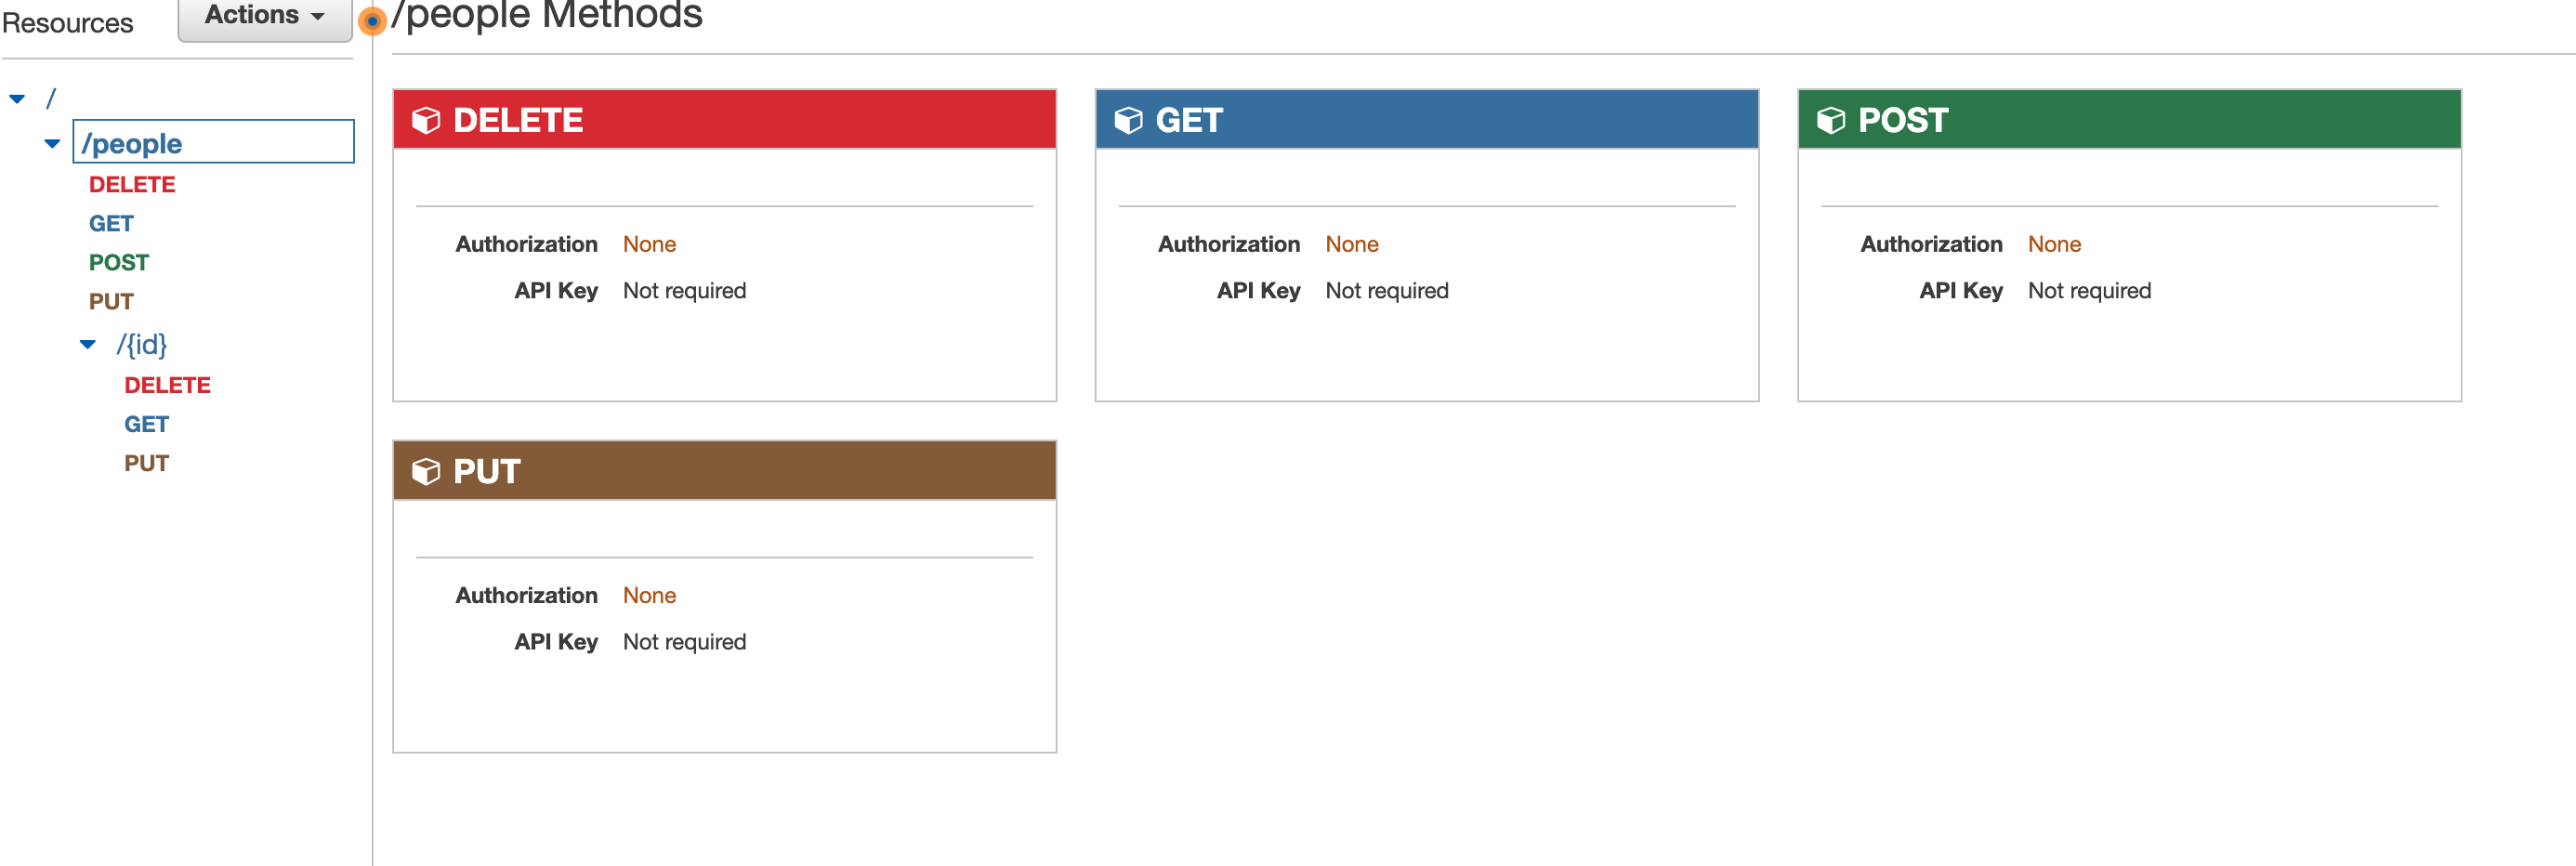 Resources
Actions
/
/people
DELETE
GET
POST
PUT
/{id}
DELETE
GET
PUT
/people Methods
DELETE
Authorization None
API Key Not required
GET
Authorization None
API Key Not required
POST
Authorization None
API Key Not required
PUT
Authorization None
API Key Not required